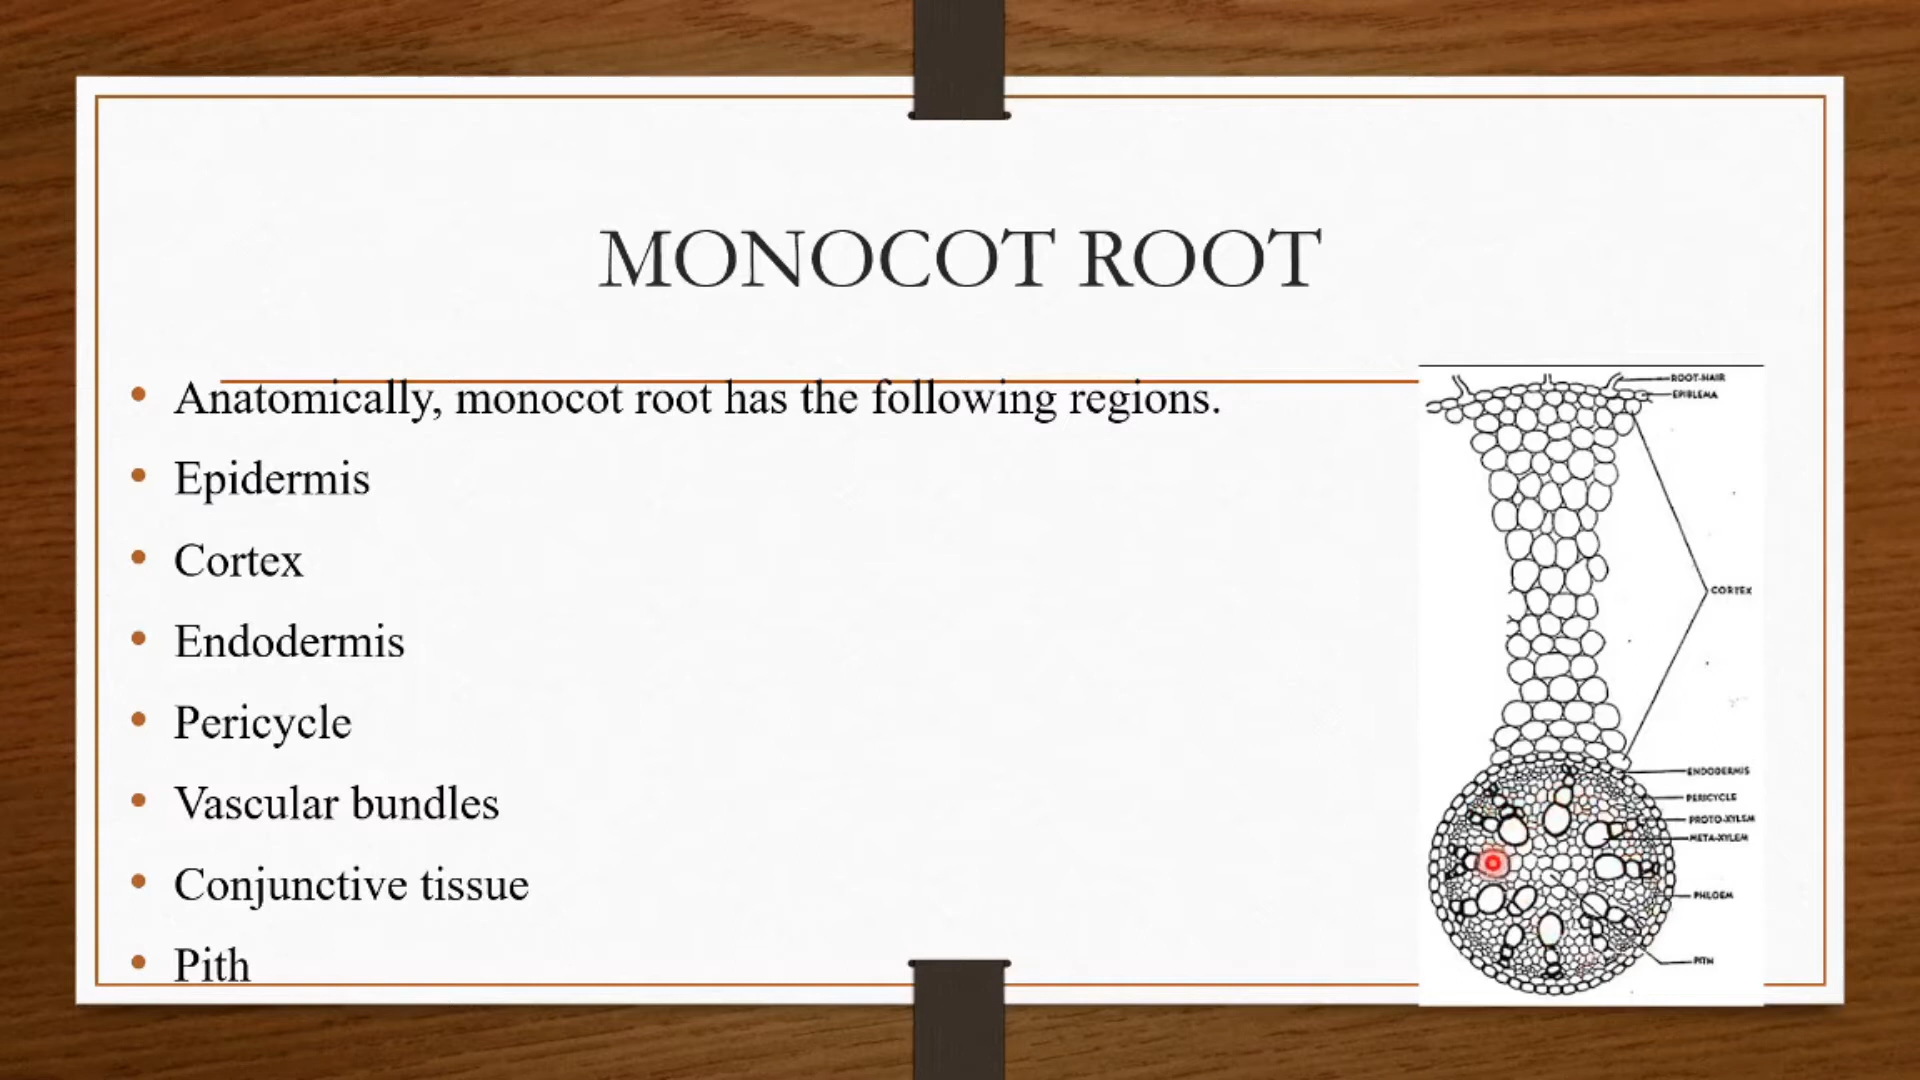 MONOCOT ROOT
• Anatomically, monocot root has the following regions.
• Epidermis
• Cortex
• Endodermis
• Pericycle
• Vascular bundles
• Conjunctive tissue
• Pith
ROOT-HAIR
EPIBLEMA
CORTEX
ENDODERMIS
PERICYCLE
PROTO-XYLEM
META-XYLEM
PHLOEM
PITH